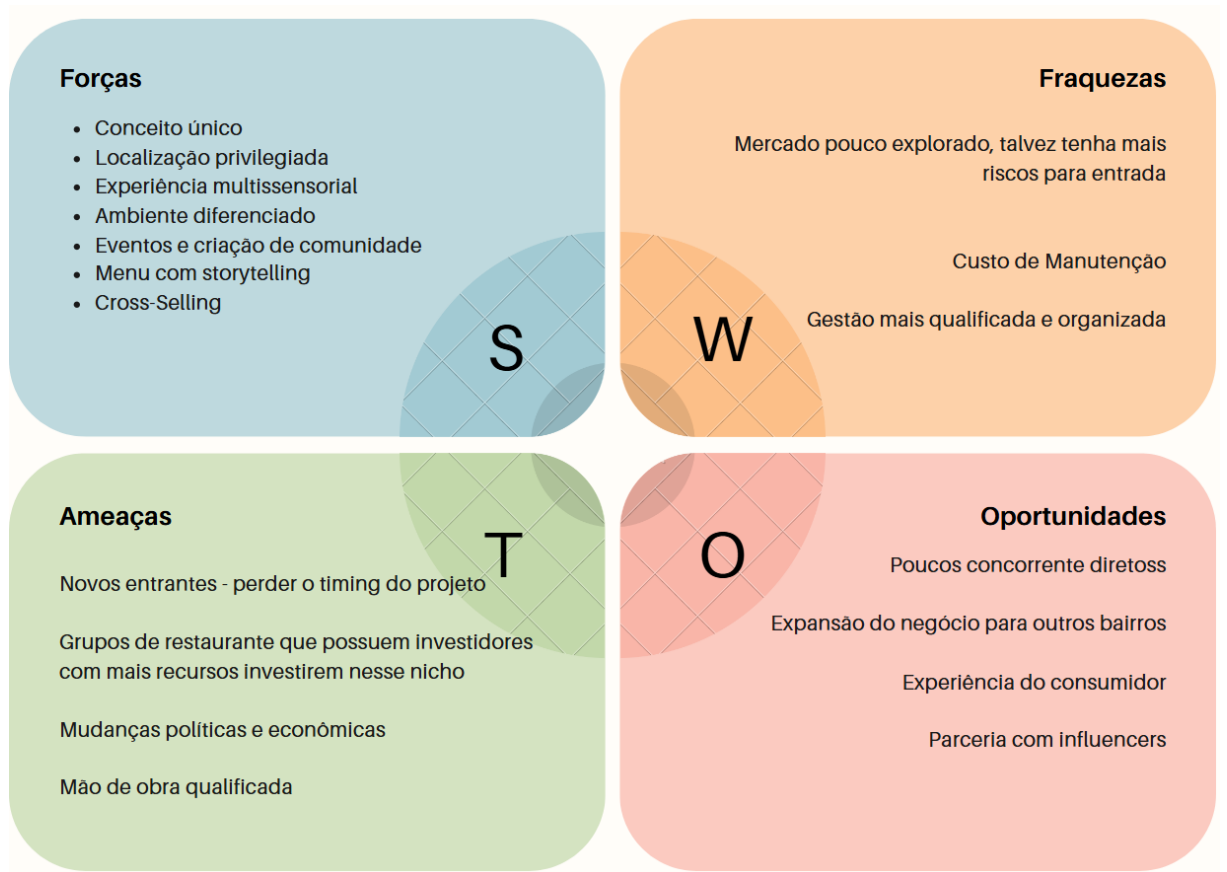 Forças
• Conceito único
• Localização privilegiada
• Experiência multissensorial
• Ambiente diferenciado
• Eventos e criação de comunidade
• Menu com storytelling
• Cross-Selling
S
Fraquezas
Mercado pouco explorado, talvez tenha mais
riscos para entrada
Custo de Manutenção
Gestão mais qualificada e organizada
W
Ameaças
Novos entrantes - perder o timing do projeto
Grupos de restaurante que possuem investidores
com mais recursos investirem nesse nicho
Mudanças políticas e econômicas
Mão de obra qualificada
T
Oportunidades
Poucos concorrente diretoss
Expansão do negócio para outros bairros
Experiência do consumidor
Parceria com influencers
O